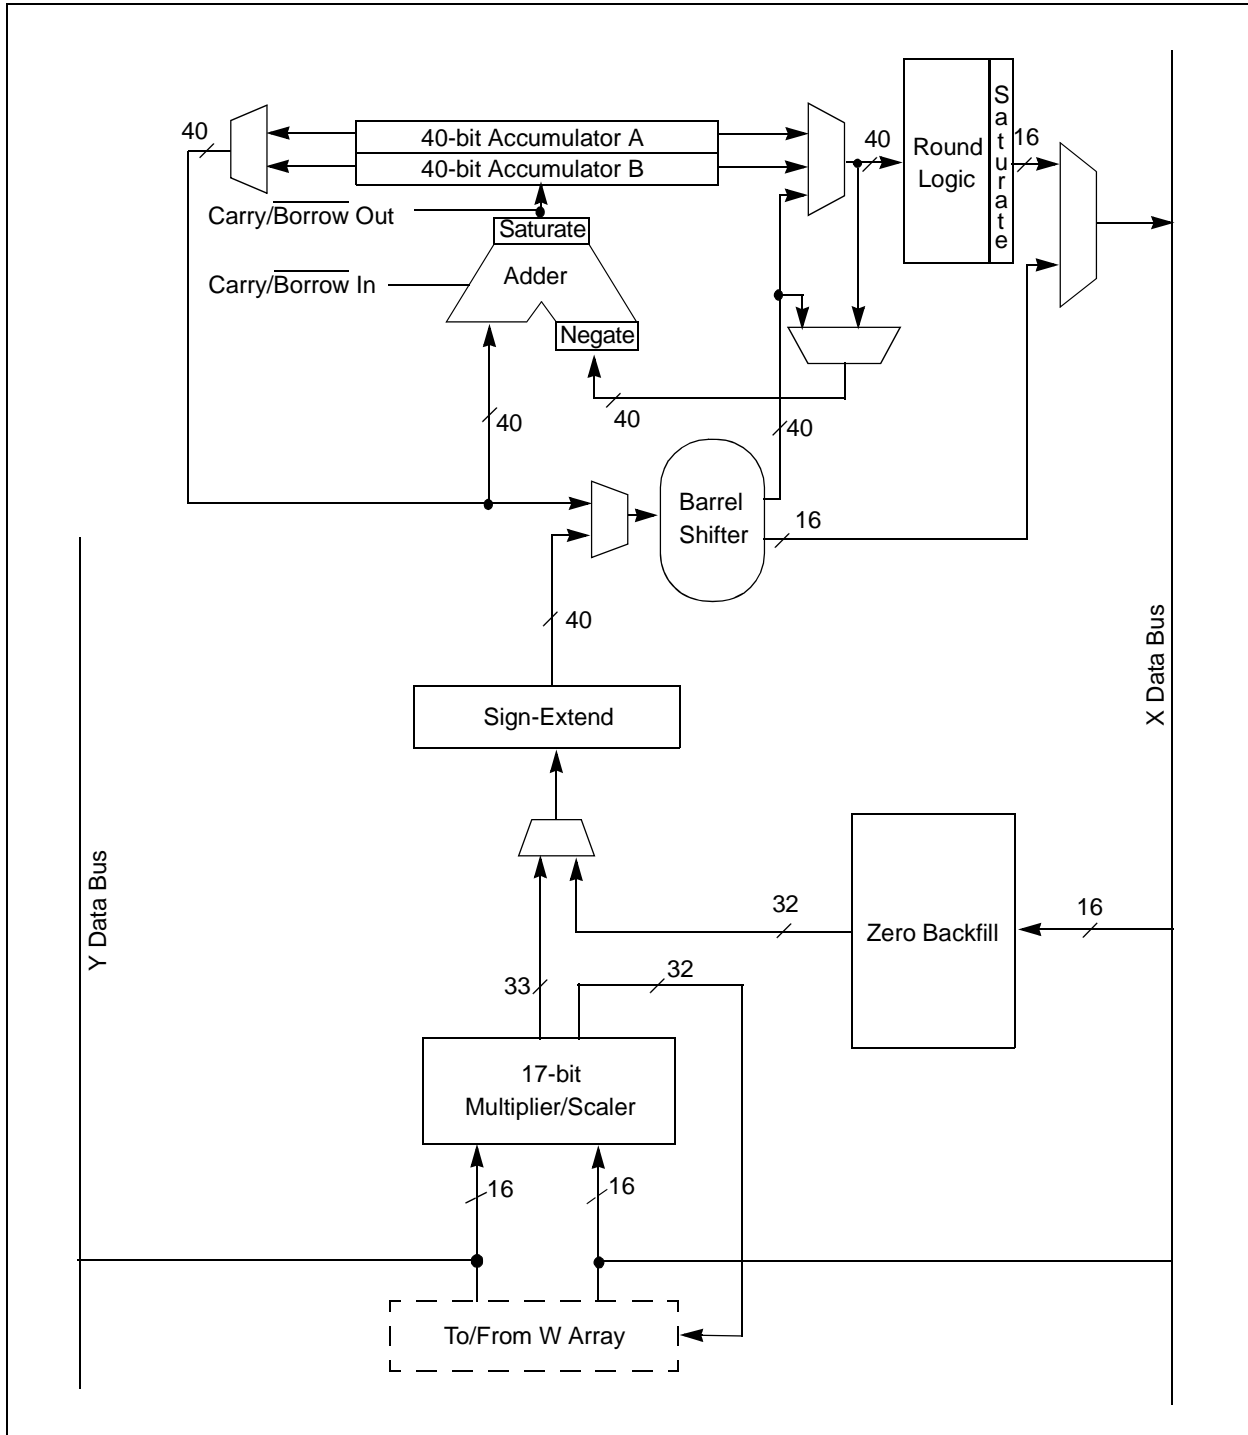 40
40-bit Accumulator A
40-bit Accumulator B
40
Round
Logic
Saturate
16
Carry/Borrow Out
Saturate
Carry/Borrow In
Adder
Negate
40
40
40
Barrel
Shifter
16
40
X Data Bus
Sign-Extend
Y Data Bus
32
Zero Backfill
16
33
32
17-bit
Multiplier/Scaler
16
16
To/From W Array